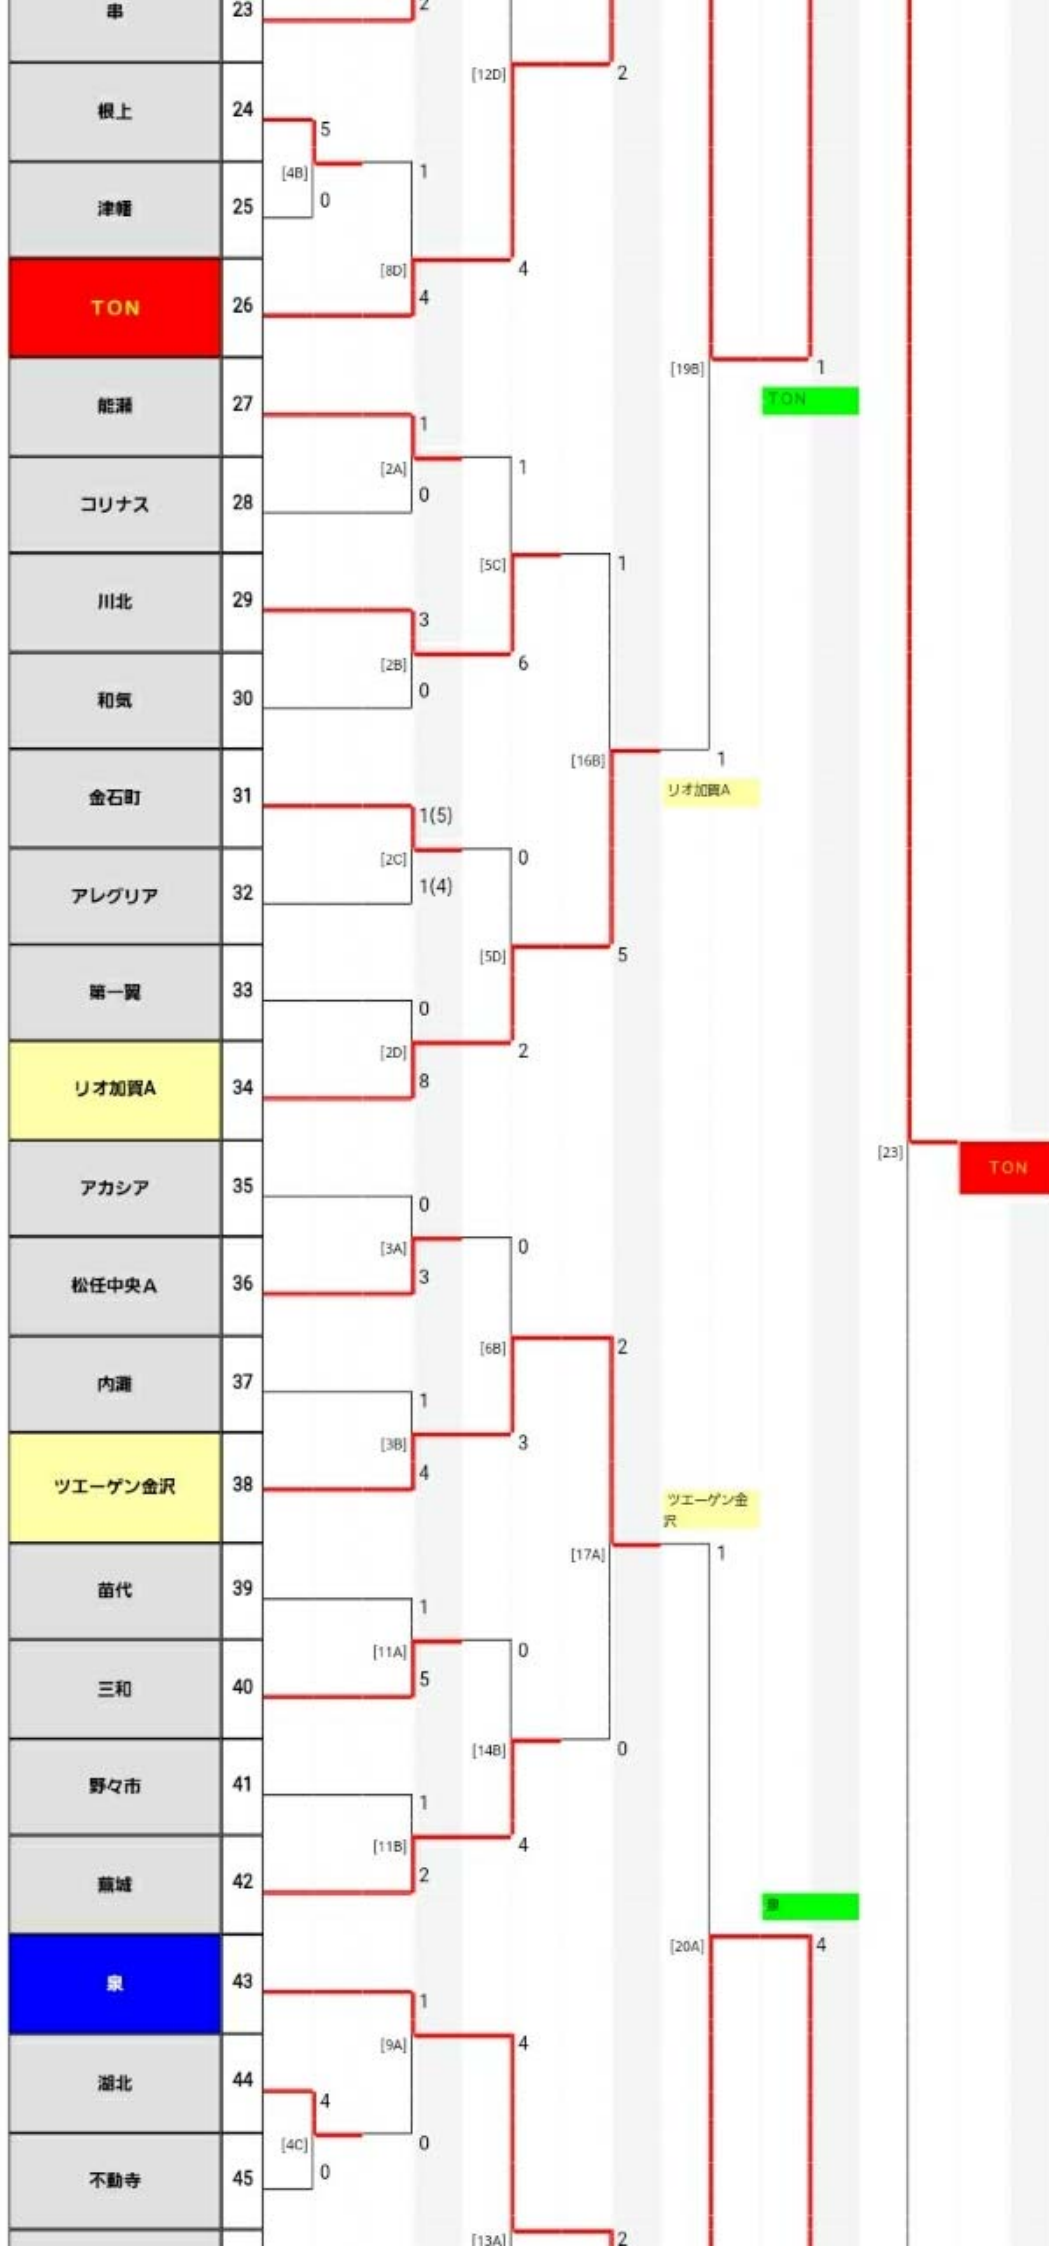 串 23 2
[12D] 2
根上 24 5
[4B] 1
津幡 25 0
[8D] 4
TON 26 4
[19B] 1
TON
能瀬 27 1
[2A] 1
コリナス 28 0
[5C] 1
川北 29 3
[2B] 6
和気 30 0
[16B] 1
リオ加賀A
金石町 31 1(5)
[2C] 0
アレグリア 32 1(4)
[5D] 5
第一翼 33 0
[2D] 2
リオ加賀A 34 8
[23] TON
アカシア 35 0
[3A] 0
松任中央A 36 3
[6B] 2
内灘 37 1
[3B] 3
ツエーゲン金沢 38 4
ツエーゲン金
沢
[17A] 1
苗代 39 1
[11A] 0
三和 40 5
[14B] 0
野々市 41 1
[11B] 4
蕪城 42 2
泉
[20A] 4
泉 43 1
[9A] 4
湖北 44 4
[4C] 0
不動寺 45 0
[13A] 2